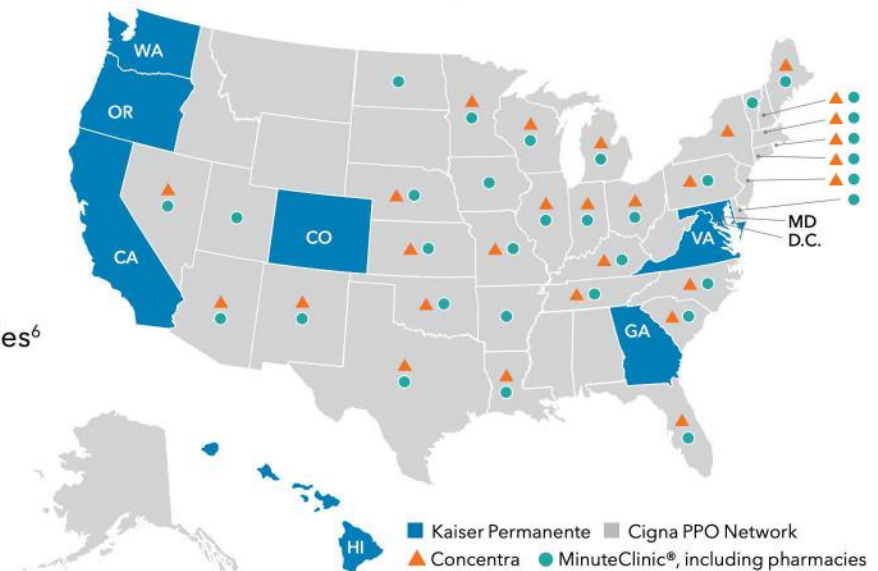 WA
OR
CA
CO
MD
VA
D.C.
GA
es⁶
HI
Kaiser Permanente Cigna PPO Network
Concentra MinuteClinic®, including pharmacies